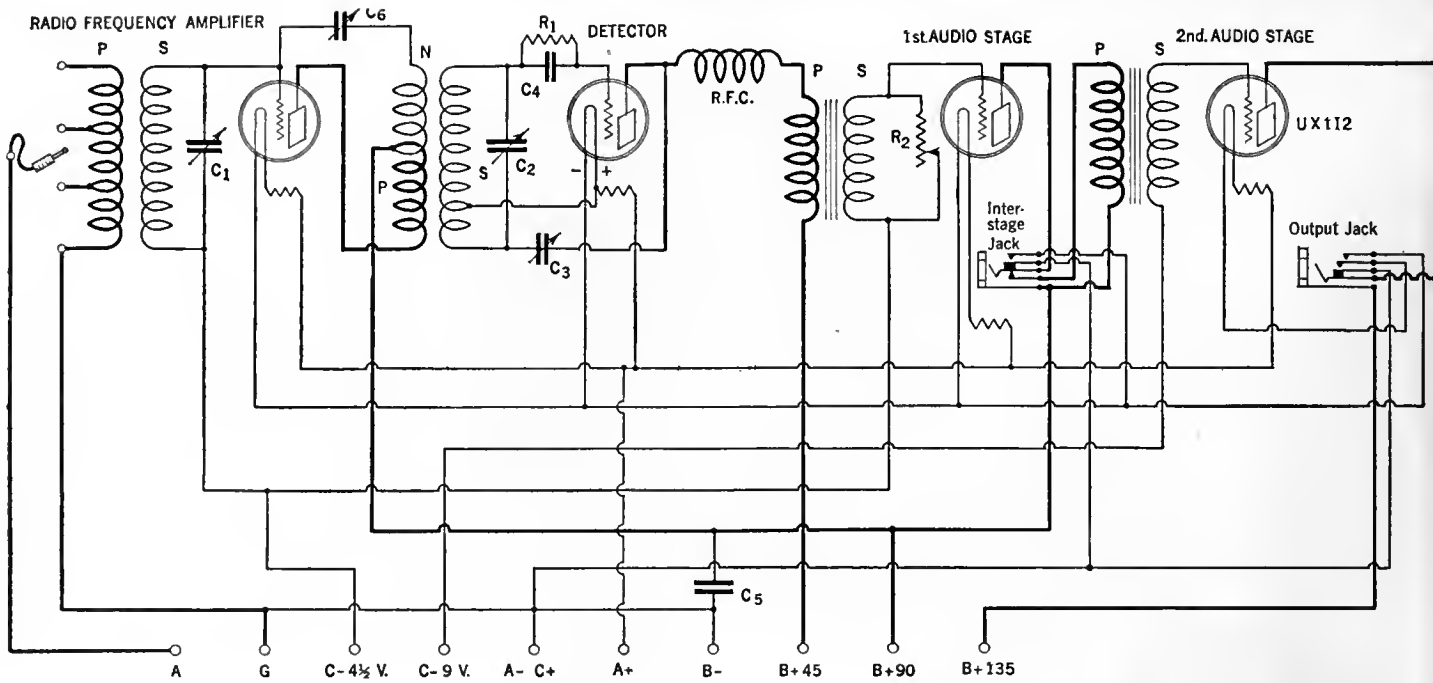 RADIO FREQUENCY AMPLIFIER
P
S
C6
N
R1
DETECTOR
C4
C1
P
S
C2
- +
C3
R.F.C.
P
S
R2
1st. AUDIO STAGE
Inter-
stage
Jack
P
S
2nd. AUDIO STAGE
UX112
Output Jack
C5
A
G
C- 4½ V.
C- 9 V.
A- C+
A+
B-
B+45
B+90
B+135